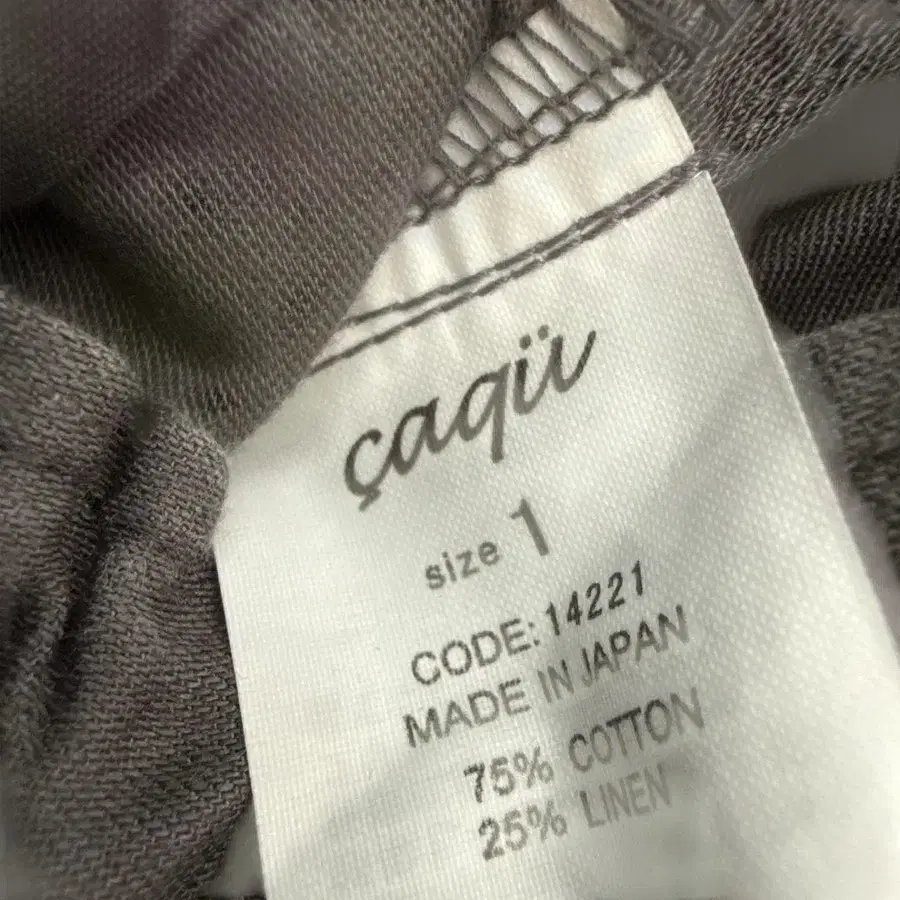 çaqü
size 1
CODE:14221
MADE IN JAPAN
75% COTTON
25% LINEN